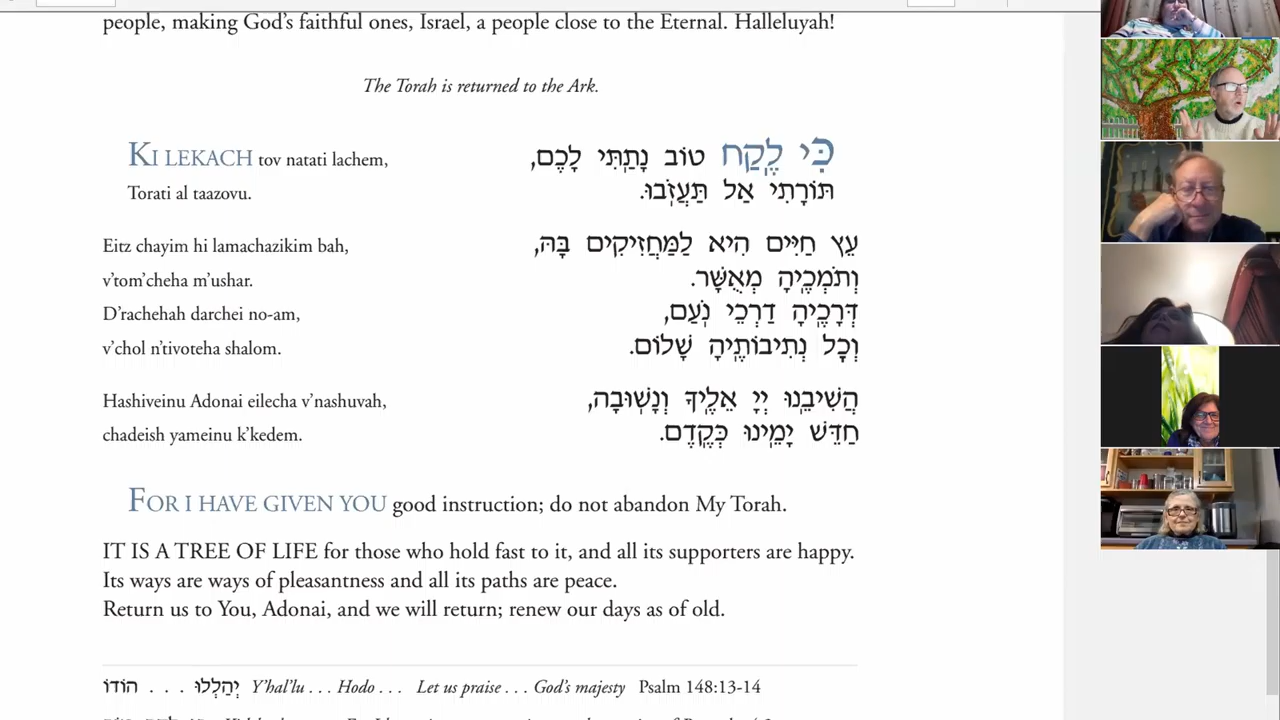 people, making God’s faithful ones, Israel, a people close to the Eternal. Halleluyah!
The Torah is returned to the Ark.
KI LEKACH tov natati lachem,
Torati al taazovu.
כִּי לֶֽקַח טוֹב נָתַֽתִּי לָכֶם,
תּוֹרָתִי אַל תַּעֲזֹֽבוּ.
Eitz chayim hi lamachazikim bah,
v’tom’cheha m’ushar.
D’rachehah darchei no-am,
v’chol n’tivoteha shalom.
עֵץ חַיִּים הִיא לַמַּחֲזִיקִים בָּהּ,
וְתֹמְכֶֽיהָ מְאֻשָּׁר.
דְּרָכֶֽיהָ דַרְכֵי נֹֽעַם,
וְכׇל נְתִיבוֹתֶֽיהָ שָׁלוֹם.
Hashiveinu Adonai eilecha v’nashuvah,
chadeish yameinu k’kedem.
הֲשִׁיבֵֽנוּ יְיָ אֵלֶֽיךָ וְנָשֽׁוּבָה,
חַדֵּשׁ יָמֵֽינוּ כְּקֶֽדֶם.
FOR I HAVE GIVEN YOU good instruction; do not abandon My Torah.
IT IS A TREE OF LIFE for those who hold fast to it, and all its supporters are happy.
Its ways are ways of pleasantness and all its paths are peace.
Return us to You, Adonai, and we will return; renew our days as of old.
יְהַלְלוּ . . . הוֹדוֹ Y’hal’lu . . . Hodo . . . Let us praise . . . God’s majesty Psalm 148:13-14